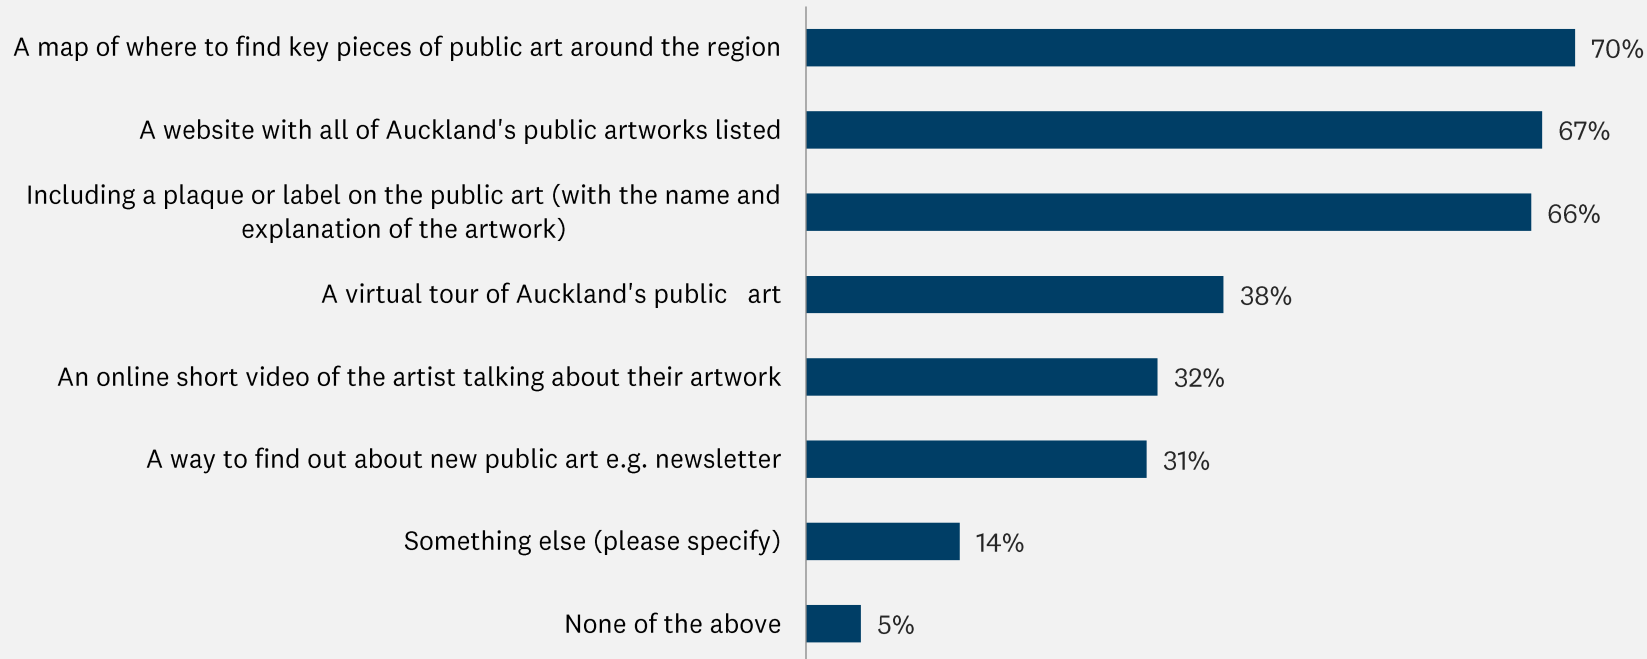 A map of where to find key pieces of public art around the region
70%
A website with all of Auckland's public artworks listed
67%
Including a plaque or label on the public art (with the name and
explanation of the artwork)
66%
A virtual tour of Auckland's public art
38%
An online short video of the artist talking about their artwork
32%
A way to find out about new public art e.g. newsletter
31%
Something else (please specify)
14%
None of the above
5%